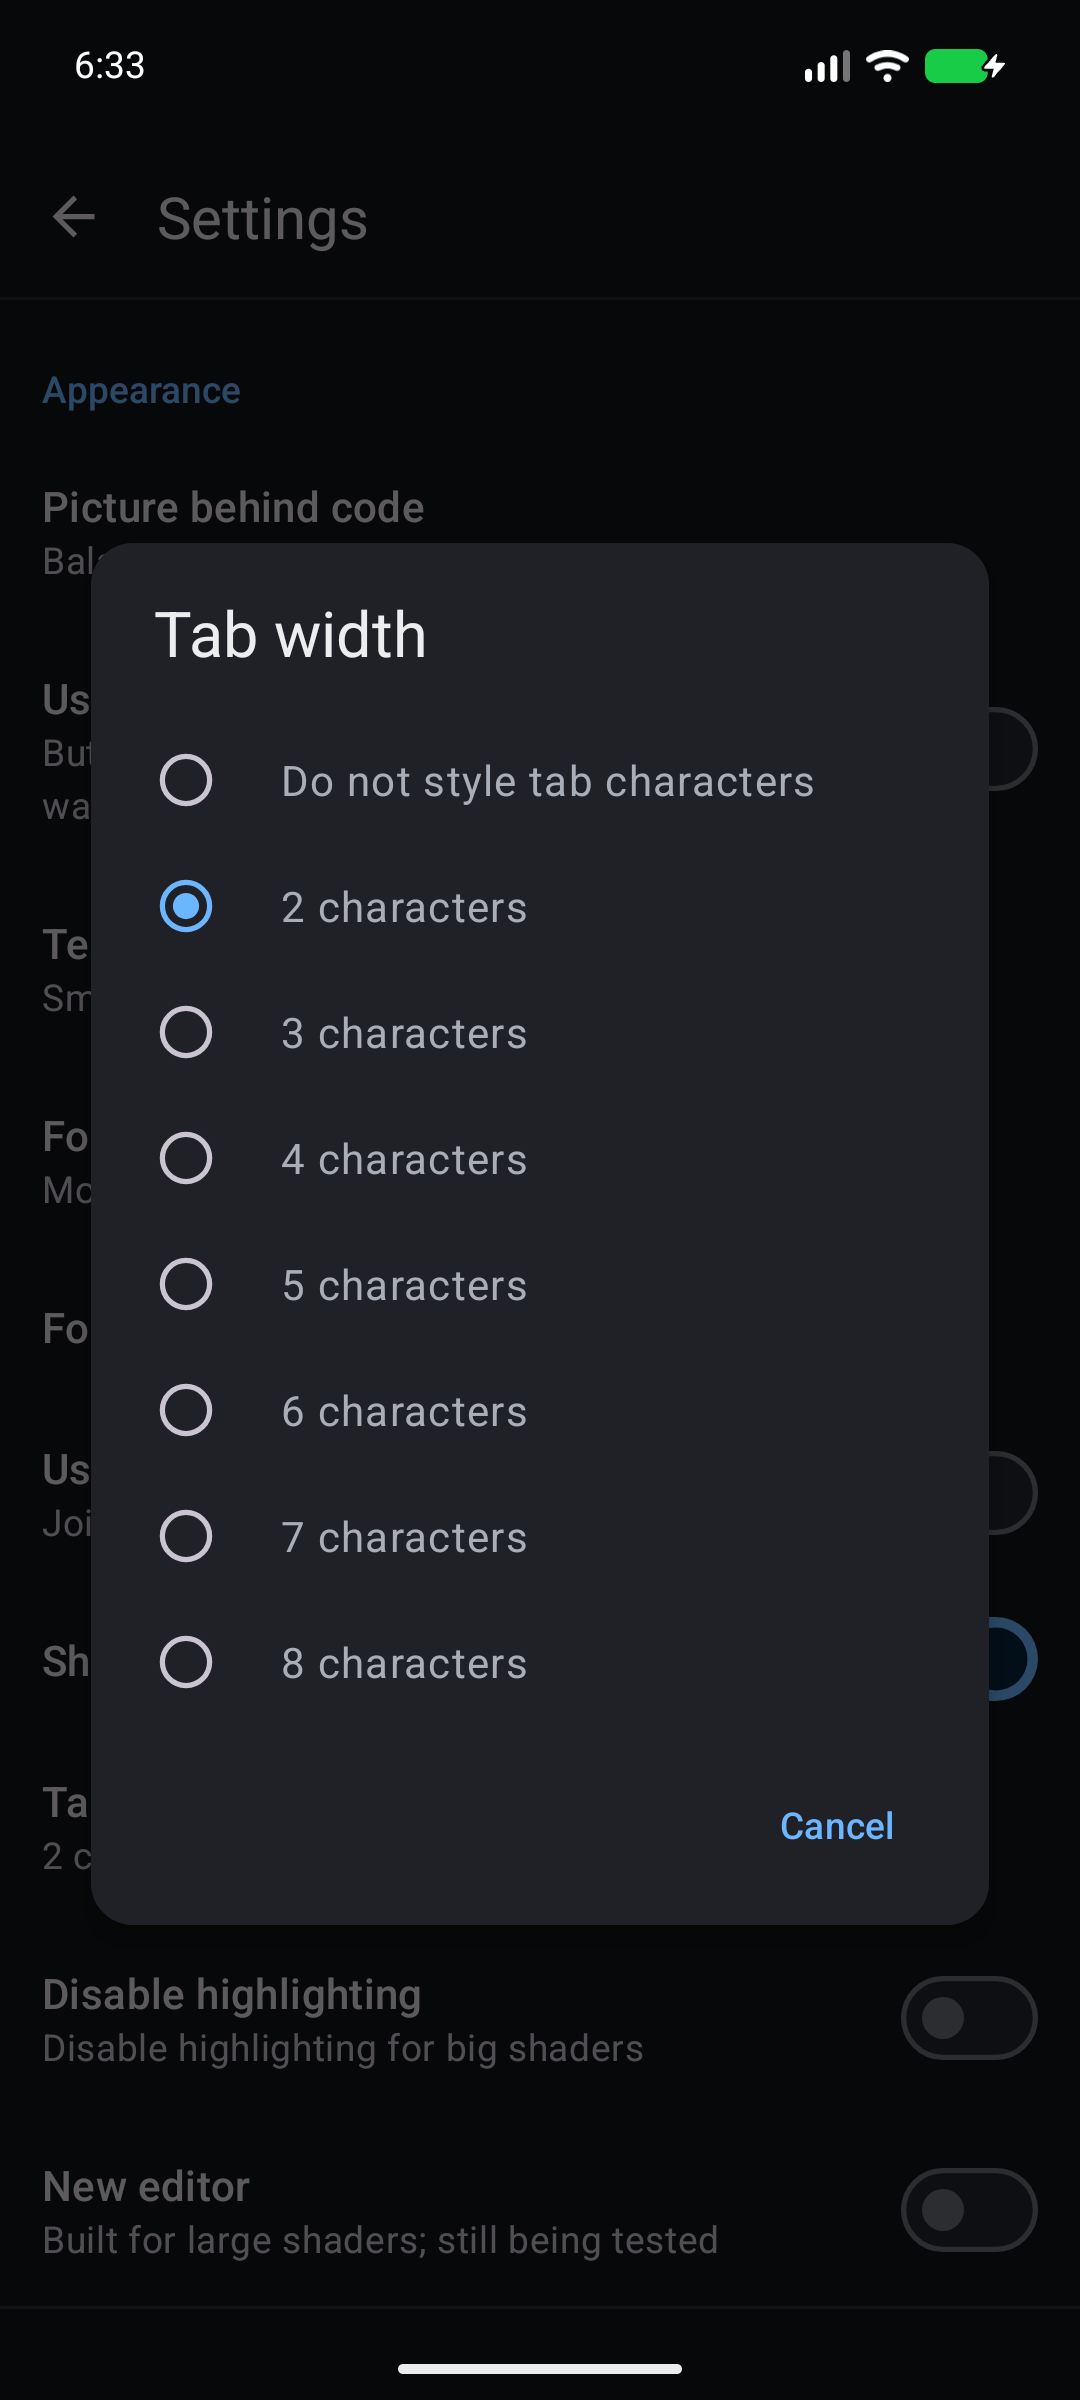 6:33
Settings
Appearance
Picture behind code
Tab width
Do not style tab characters
2 characters
3 characters
4 characters
5 characters
6 characters
7 characters
8 characters
Cancel
Disable highlighting
Disable highlighting for big shaders
New editor
Built for large shaders; still being tested